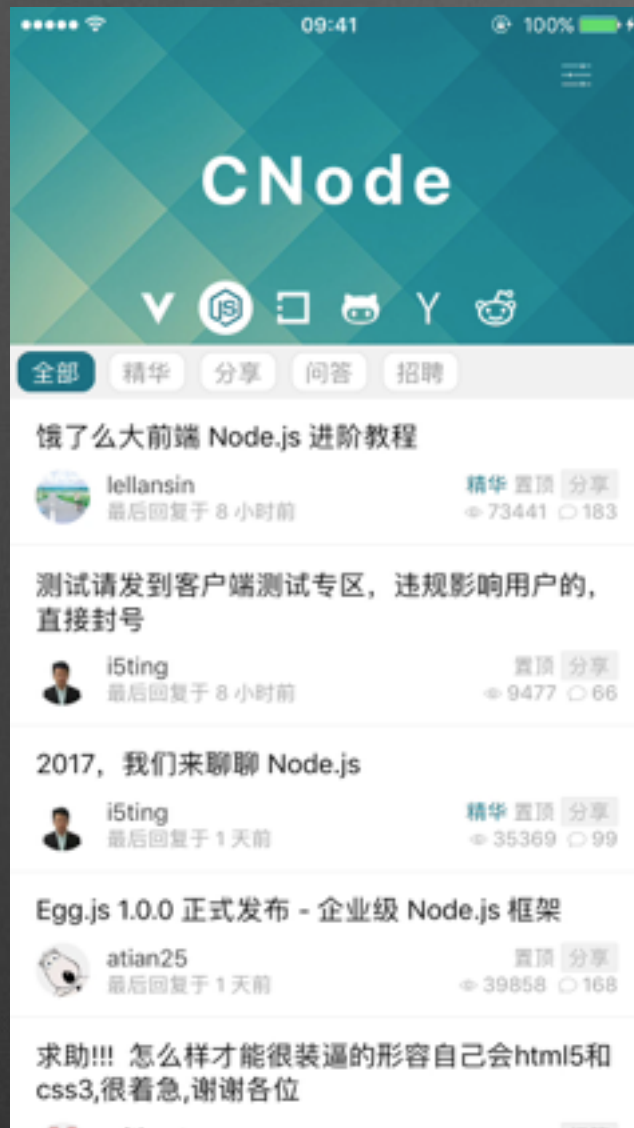 09:41
100%
CNode
JS
全部
精华
分享
问答
招聘
饿了么大前端 Node.js 进阶教程
lellansin
精华 置顶 分享
最后回复于 8 小时前
73441 183
测试请发到客户端测试专区，违规影响用户的，
直接封号
i5ting
置顶 分享
最后回复于 8 小时前
9477 66
2017，我们来聊聊 Node.js
i5ting
精华 置顶 分享
最后回复于 1 天前
35369 99
Egg.js 1.0.0 正式发布 - 企业级 Node.js 框架
atian25
置顶 分享
最后回复于 1 天前
39858 168
求助!!! 怎么样才能很装逼的形容自己会html5和
css3,很着急,谢谢各位